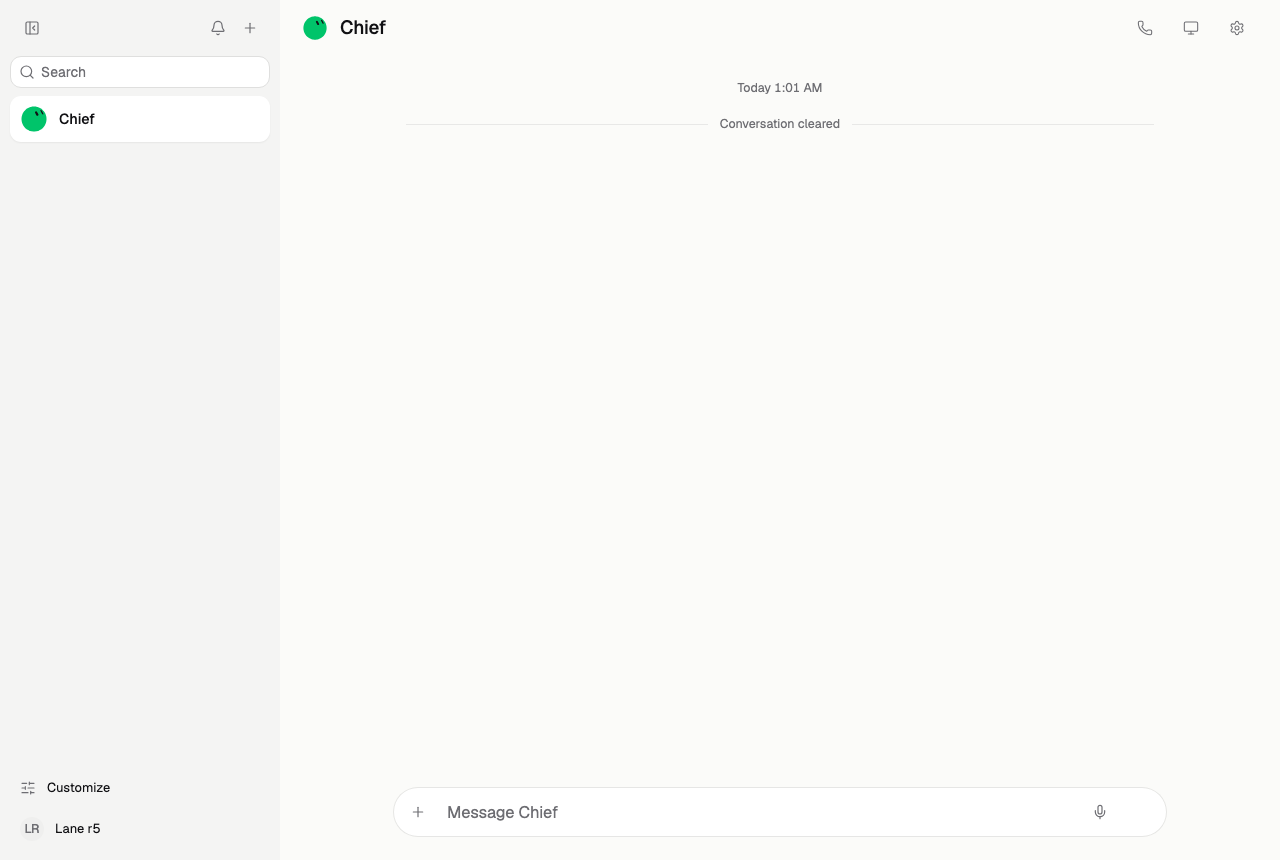 Search
Chief
Customize
LR
Lane r5
Chief
Today 1:01 AM
Conversation cleared
Message Chief